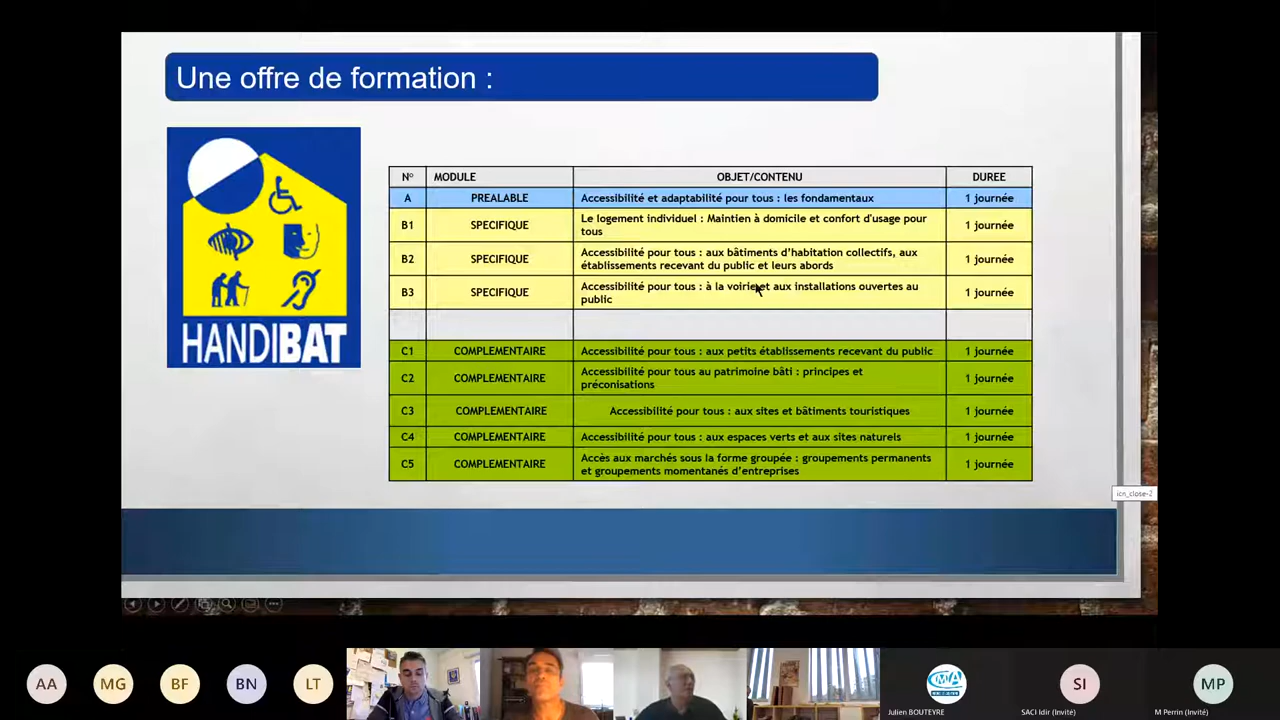 Une offre de formation :
HANDIBAT
N° MODULE OBJET/CONTENU DUREE
A PREALABLE Accessibilité et adaptabilité pour tous : les fondamentaux 1 journée
B1 SPECIFIQUE Le logement individuel : Maintien à domicile et confort d'usage pour
tous 1 journée
B2 SPECIFIQUE Accessibilité pour tous : aux bâtiments d'habitation collectifs, aux
établissements recevant du public et leurs abords 1 journée
B3 SPECIFIQUE Accessibilité pour tous : à la voirie et aux installations ouvertes au
public 1 journée
C1 COMPLEMENTAIRE Accessibilité pour tous : aux petits établissements recevant du public 1 journée
C2 COMPLEMENTAIRE Accessibilité pour tous au patrimoine bâti : principes et
préconisations 1 journée
C3 COMPLEMENTAIRE Accessibilité pour tous : aux sites et bâtiments touristiques 1 journée
C4 COMPLEMENTAIRE Accessibilité pour tous : aux espaces verts et aux sites naturels 1 journée
C5 COMPLEMENTAIRE Accès aux marchés sous la forme groupée : groupements permanents
et groupements momentanés d'entreprises 1 journée
icn_close-2
AA MG BF BN LT CMA SI MP
Julien BOUTEYRE SACI Idir (Invité) M Perrin (Invité)